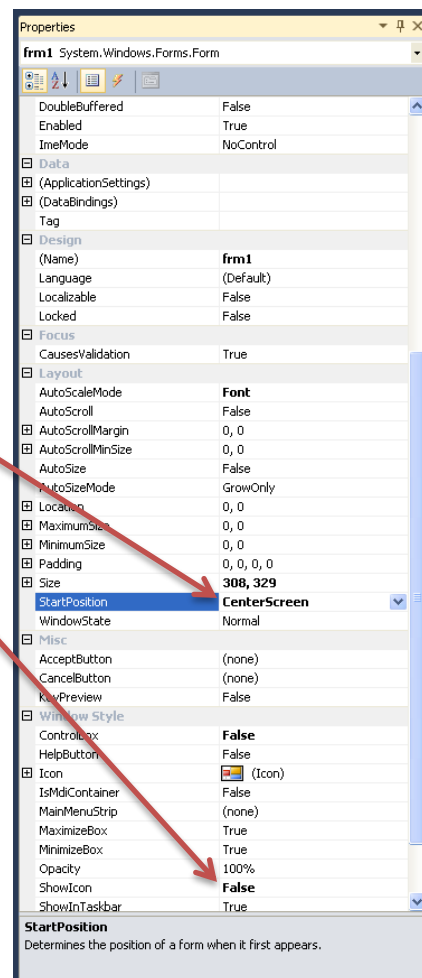 Properties
frm1 System.Windows.Forms.Form
DoubleBuffered False
Enabled True
ImeMode NoControl
Data
(ApplicationSettings)
(DataBindings)
Tag
Design
(Name) frm1
Language (Default)
Localizable False
Locked False
Focus
CausesValidation True
Layout
AutoScaleMode Font
AutoScroll False
AutoScrollMargin 0, 0
AutoScrollMinSize 0, 0
AutoSize False
AutoSizeMode GrowOnly
Location 0, 0
MaximumSize 0, 0
MinimumSize 0, 0
Padding 0, 0, 0, 0
Size 308, 329
StartPosition CenterScreen
WindowState Normal
Misc
AcceptButton (none)
CancelButton (none)
KeyPreview False
Window Style
ControlBox False
HelpButton False
Icon (Icon)
IsMdiContainer False
MainMenuStrip (none)
MaximizeBox True
MinimizeBox True
Opacity 100%
ShowIcon False
ShowInTaskbar True
StartPosition
Determines the position of a form when it first appears.